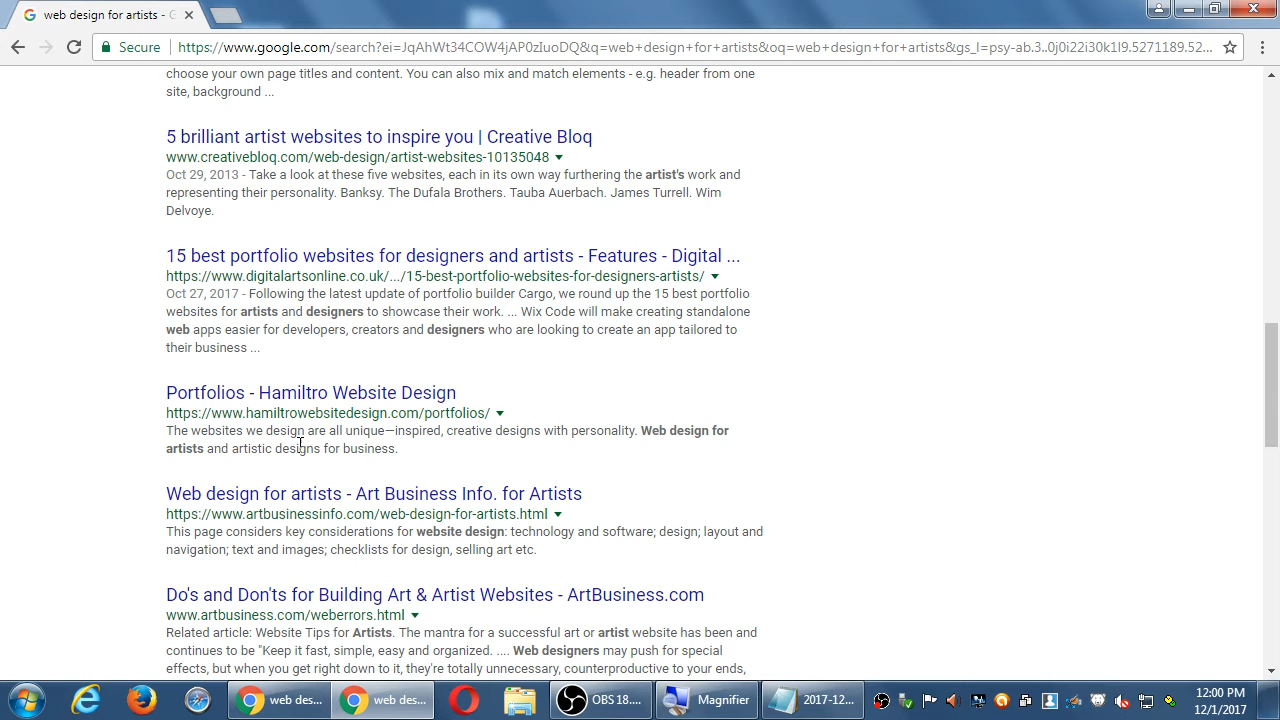 web design for artists - G
Secure https://www.google.com/search?ei=JqAhWt34COW4jAP0zIuoDQ&q=web+design+for+artists&oq=web+design+for+artists&gs_l=psy-ab.3..0j0i22i30k1l9.5271189.52...
choose your own page titles and content. You can also mix and match elements - e.g. header from one
site, background ...
5 brilliant artist websites to inspire you | Creative Bloq
www.creativebloq.com/web-design/artist-websites-10135048
Oct 29, 2013 - Take a look at these five websites, each in its own way furthering the artist's work and
representing their personality. Banksy. The Dufala Brothers. Tauba Auerbach. James Turrell. Wim
Delvoye.
15 best portfolio websites for designers and artists - Features - Digital ...
https://www.digitalartsonline.co.uk/.../15-best-portfolio-websites-for-designers-artists/
Oct 27, 2017 - Following the latest update of portfolio builder Cargo, we round up the 15 best portfolio
websites for artists and designers to showcase their work. ... Wix Code will make creating standalone
web apps easier for developers, creators and designers who are looking to create an app tailored to
their business ...
Portfolios - Hamiltro Website Design
https://www.hamiltrowebsitedesign.com/portfolios/
The websites we design are all unique—inspired, creative designs with personality. Web design for
artists and artistic designs for business.
Web design for artists - Art Business Info. for Artists
https://www.artbusinessinfo.com/web-design-for-artists.html
This page considers key considerations for website design: technology and software; design; layout and
navigation; text and images; checklists for design, selling art etc.
Do's and Don'ts for Building Art & Artist Websites - ArtBusiness.com
www.artbusiness.com/weberrors.html
Related article: Website Tips for Artists. The mantra for a successful art or artist website has been and
continues to be "Keep it fast, simple, easy and organized. .... Web designers may push for special
effects, but when you get right down to it, they're totally unnecessary, counterproductive to your ends,
web des... web des... OBS 18.... Magnifier 2017-12... 12:00 PM
12/1/2017